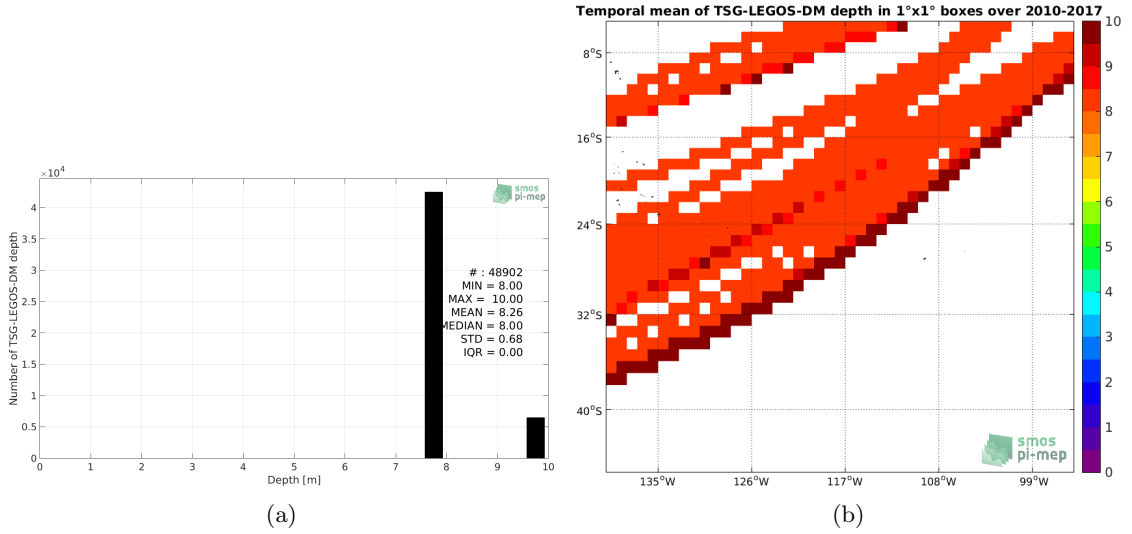 ×10⁴
4
3.5
3
2.5
2
1.5
1
0.5
0
Number of TSG-LEGOS-DM depth
smos
pi-mep
# : 48902
MIN = 8.00
MAX = 10.00
MEAN = 8.26
MEDIAN = 8.00
STD = 0.68
IQR = 0.00
0 1 2 3 4 5 6 7 8 9 10
Depth [m]
(a)
Temporal mean of TSG-LEGOS-DM depth in 1°x1° boxes over 2010-2017
8°S
16°S
24°S
32°S
40°S
135°W 126°W 117°W 108°W 99°W
smos
pi-mep
10
9
8
7
6
5
4
3
2
1
0
(b)